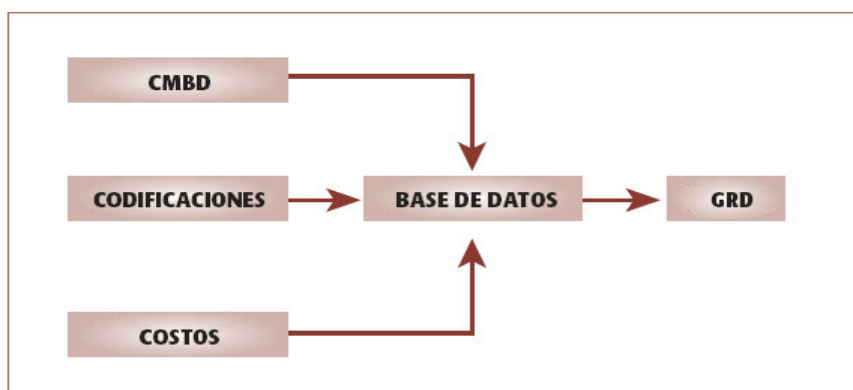 CMBD
CODIFICACIONES
BASE DE DATOS
GRD
COSTOS